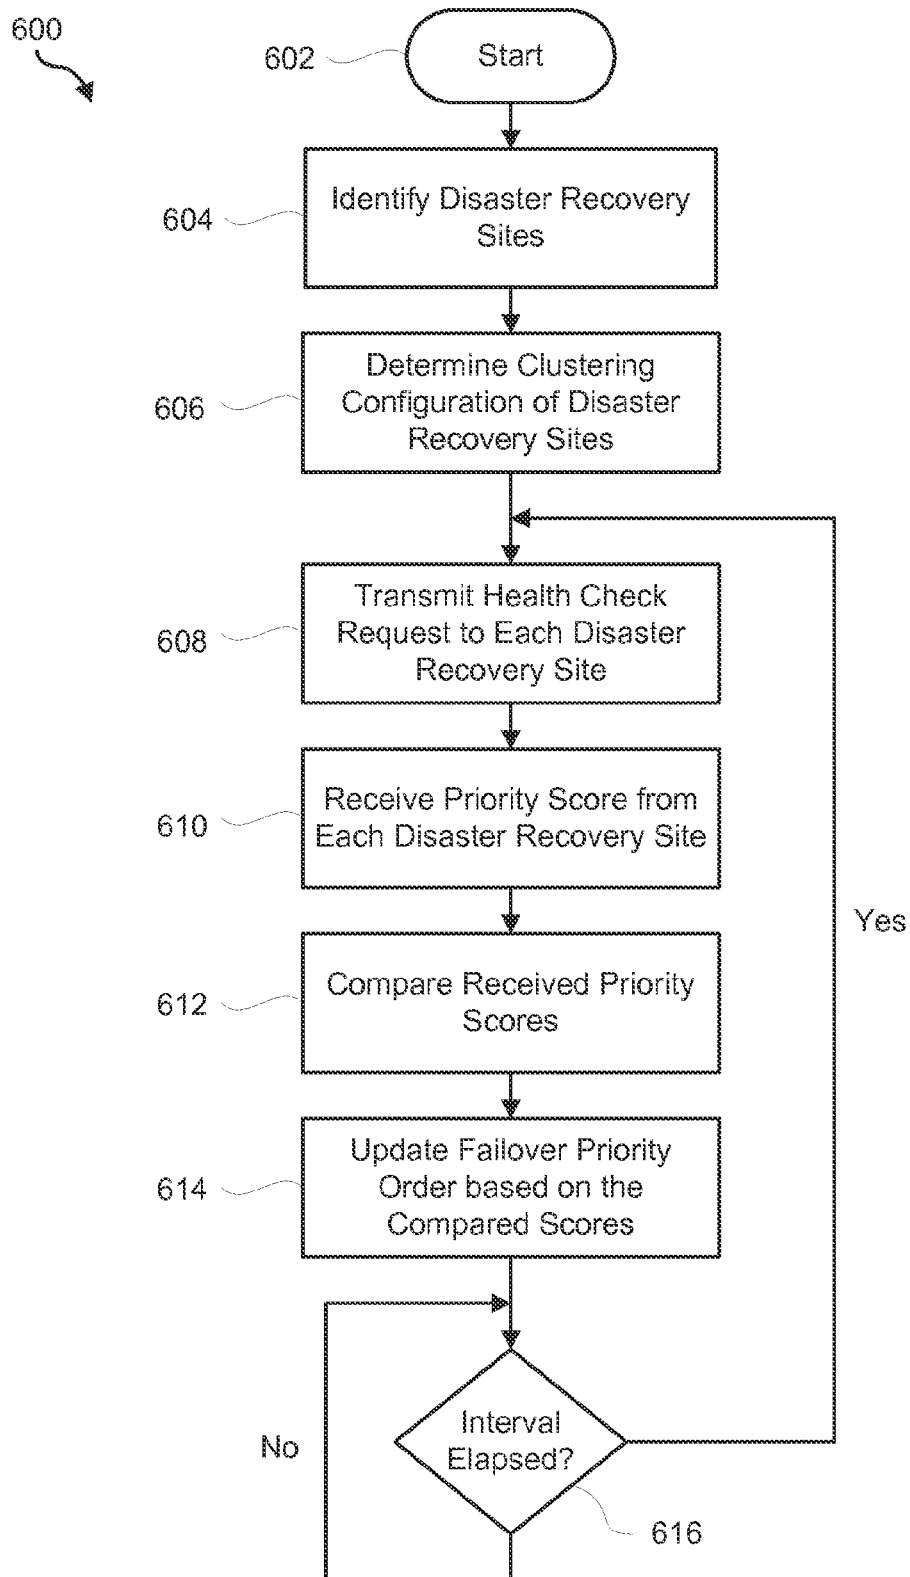 600
602
Start
604
Identify Disaster Recovery
Sites
606
Determine Clustering
Configuration of Disaster
Recovery Sites
608
Transmit Health Check
Request to Each Disaster
Recovery Site
610
Receive Priority Score from
Each Disaster Recovery Site
Yes
612
Compare Received Priority
Scores
614
Update Failover Priority
Order based on the
Compared Scores
No
Interval
Elapsed?
616